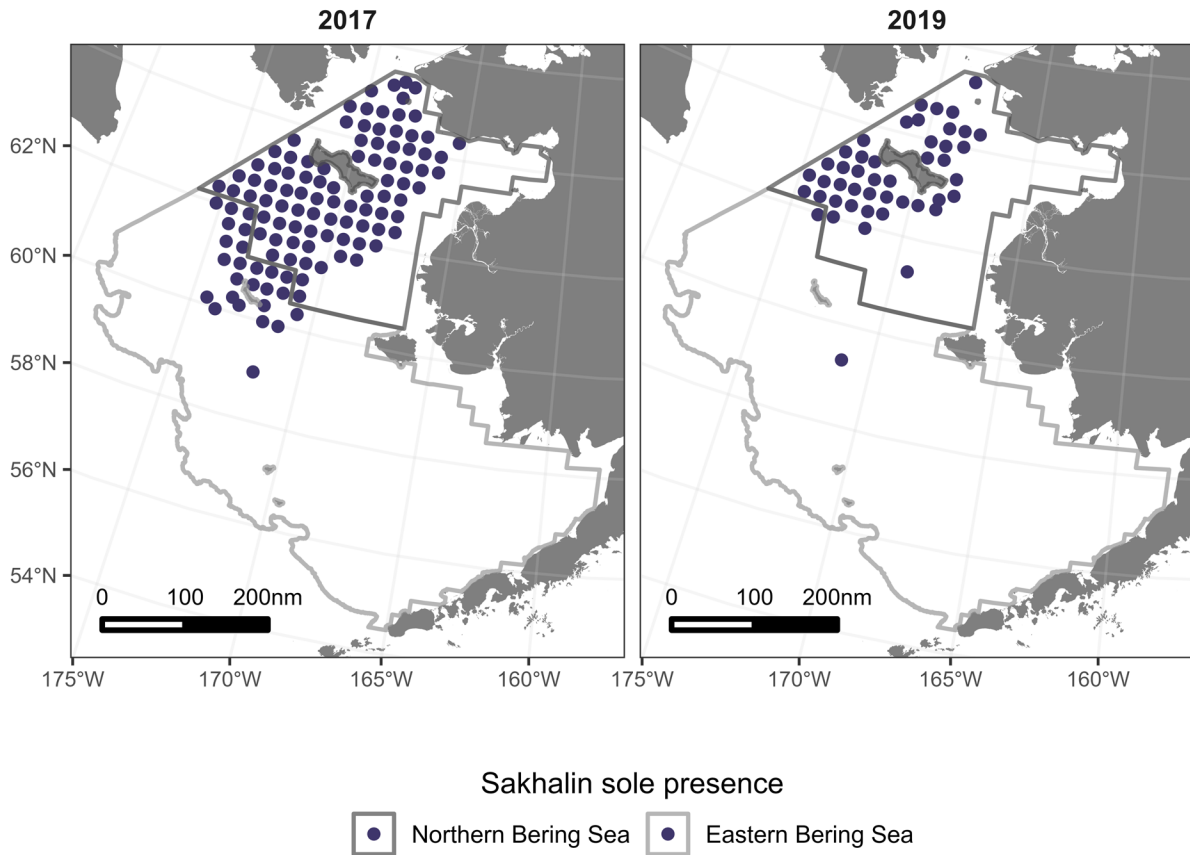 2017 2019
62°N
60°N
58°N
56°N
54°N
0 100 200nm 0 100 200nm
175°W 170°W 165°W 160°W 175°W 170°W 165°W 160°W
Sakhalin sole presence
Northern Bering Sea Eastern Bering Sea